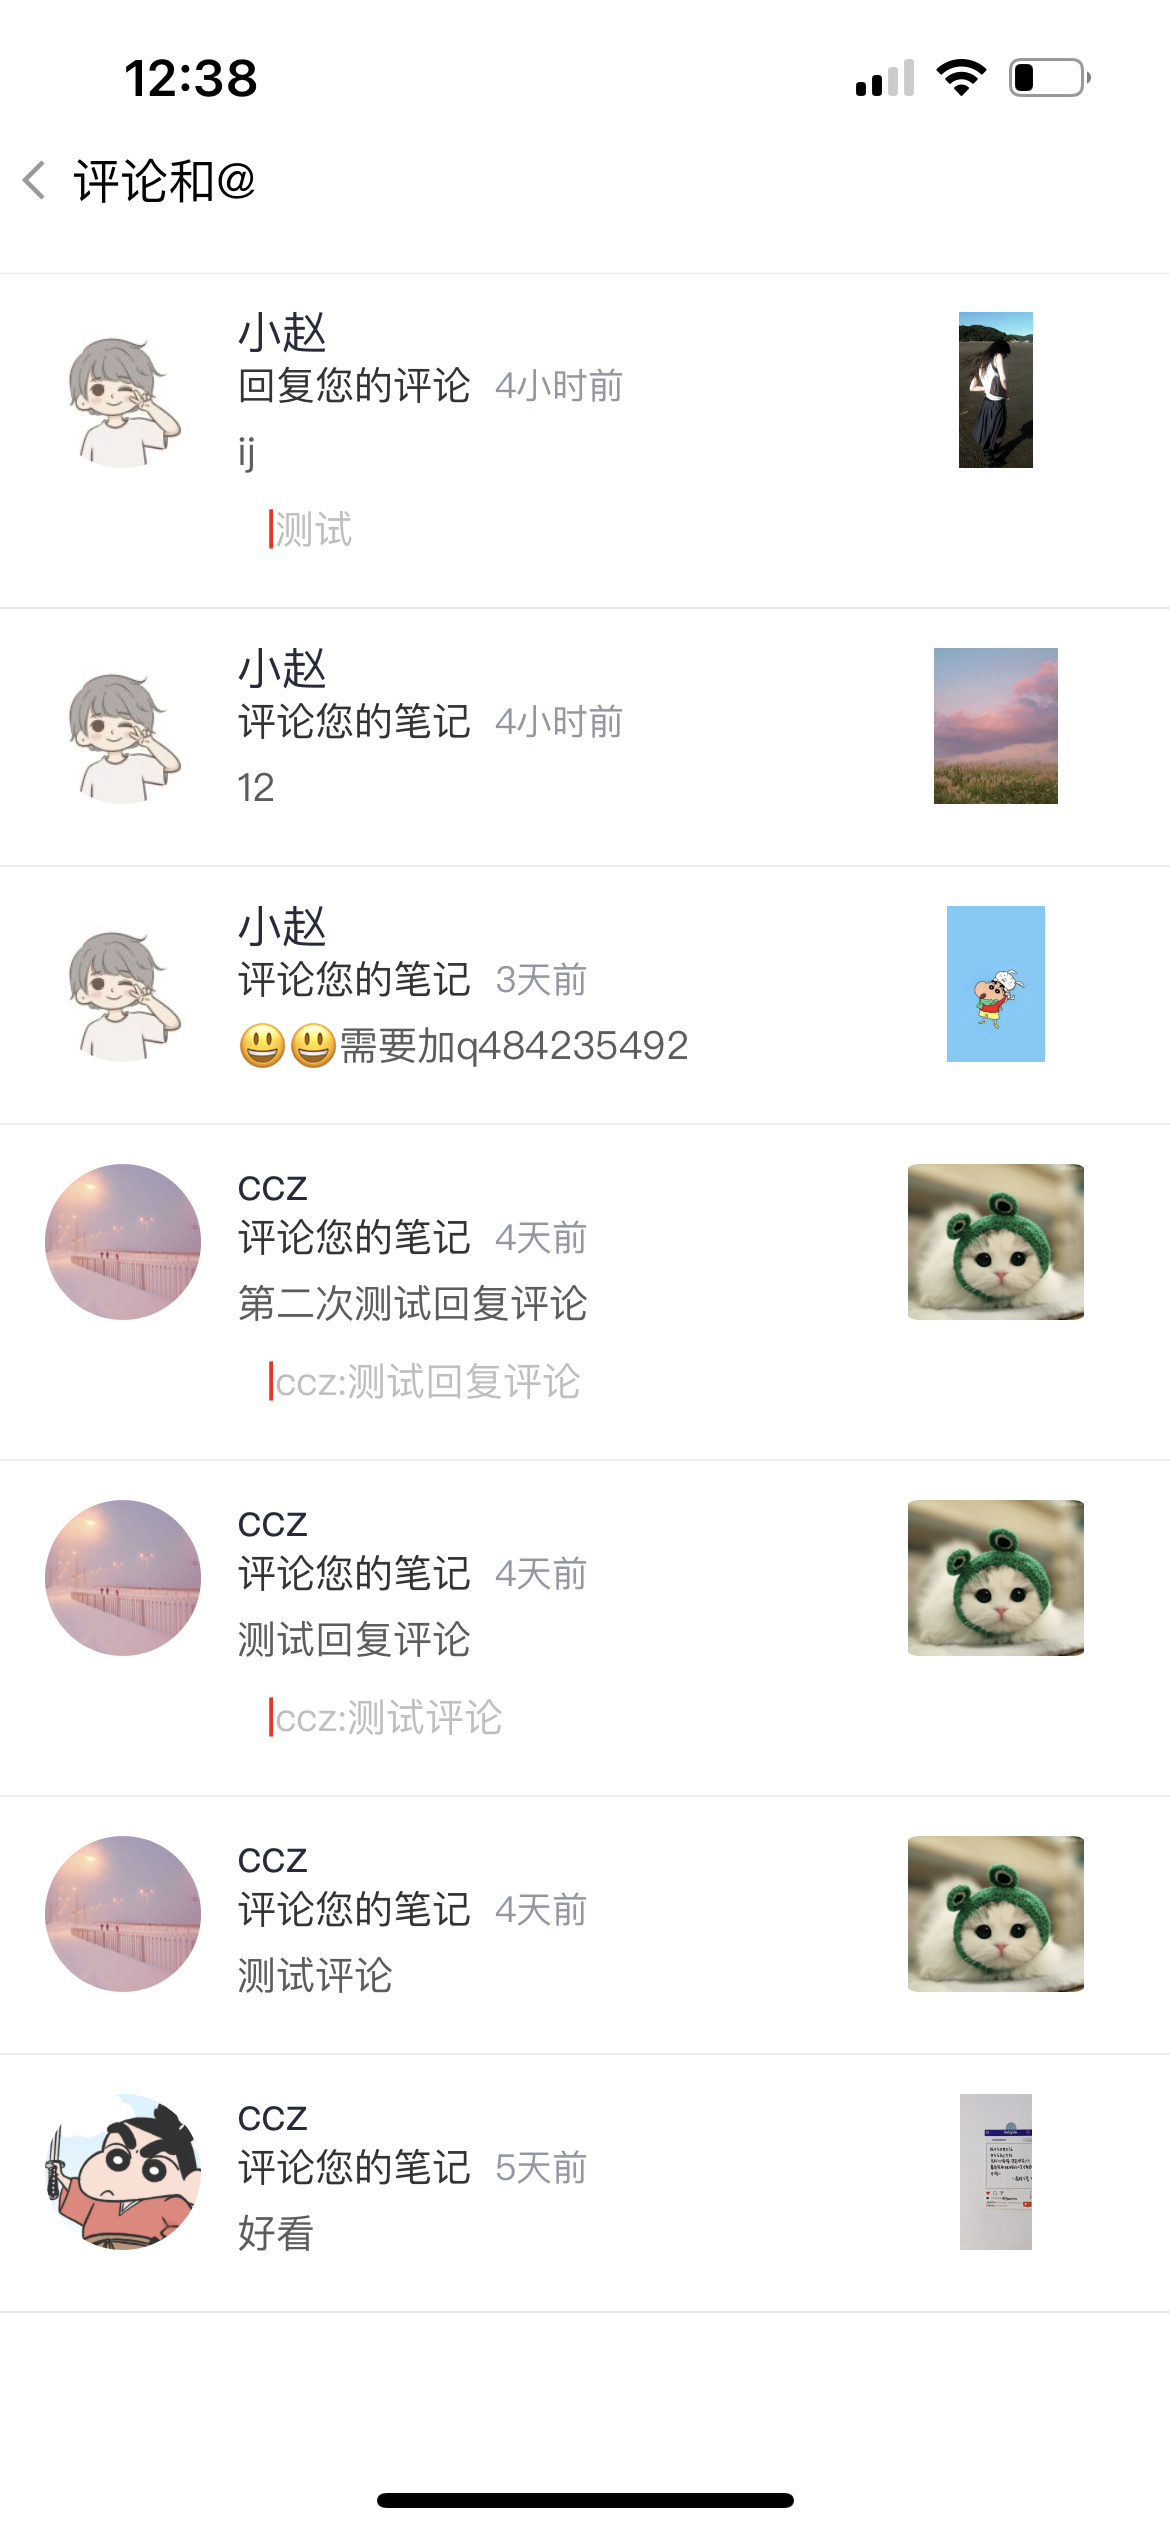 12:38
评论和@
小赵
回复您的评论 4小时前
ij
测试
小赵
评论您的笔记 4小时前
12
小赵
评论您的笔记 3天前
😃😃需要加q484235492
ccz
评论您的笔记 4天前
第二次测试回复评论
ccz:测试回复评论
ccz
评论您的笔记 4天前
测试回复评论
ccz:测试评论
ccz
评论您的笔记 4天前
测试评论
ccz
评论您的笔记 5天前
好看